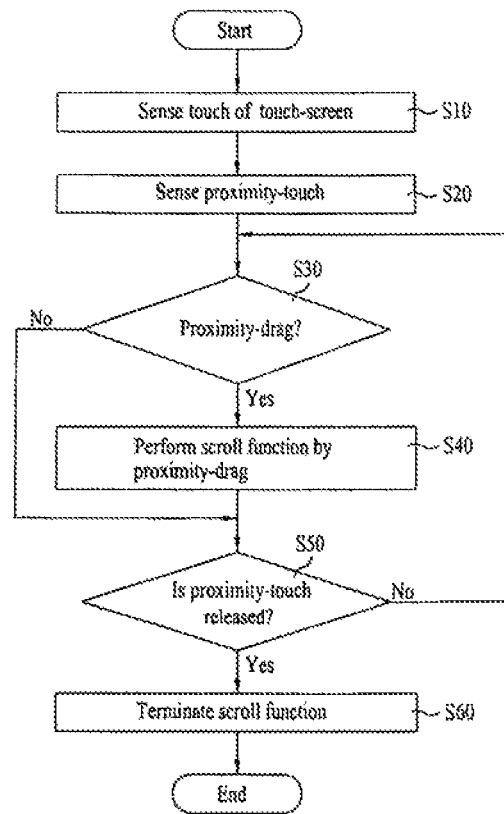 Start
Sense touch of touch-screen
S10
Sense proximity-touch
S20
S30
No
Proximity-drag?
Yes
Perform scroll function by
proximity-drag
S40
S50
Is proximity-touch
released?
No
Yes
Terminate scroll function
S60
End